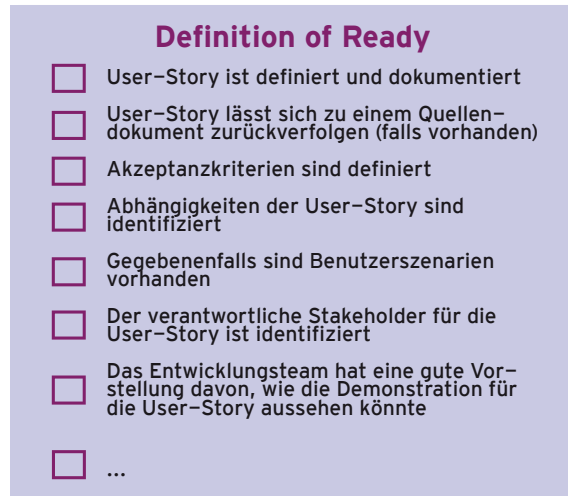 Definition of Ready
User-Story ist definiert und dokumentiert
User-Story lässt sich zu einem Quellen-
dokument zurückverfolgen (falls vorhanden)
Akzeptanzkriterien sind definiert
Abhängigkeiten der User-Story sind
identifiziert
Gegebenenfalls sind Benutzerszenarien
vorhanden
Der verantwortliche Stakeholder für die
User-Story ist identifiziert
Das Entwicklungsteam hat eine gute Vor-
stellung davon, wie die Demonstration für
die User-Story aussehen könnte
...